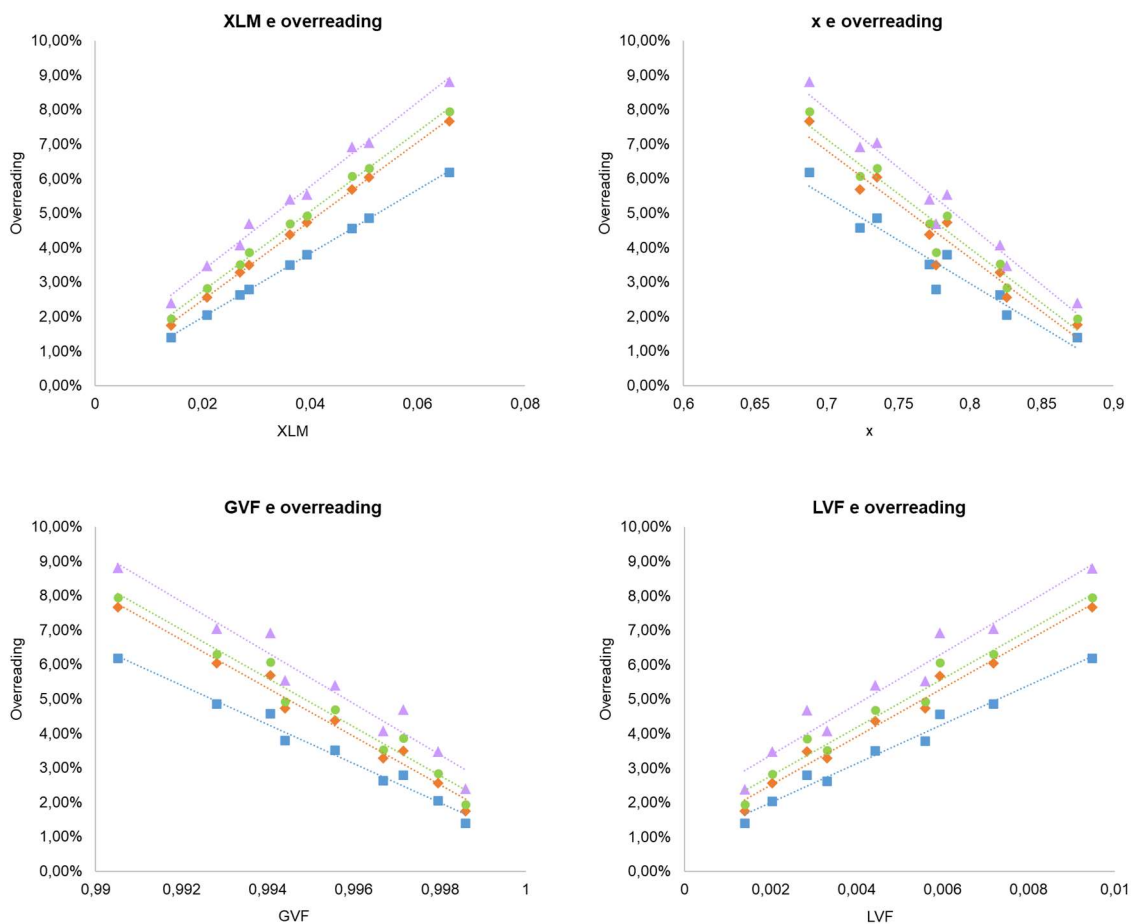 XLM e overreading
10,00%
9,00%
8,00%
7,00%
6,00%
5,00%
4,00%
3,00%
2,00%
1,00%
0,00%
Overreading
0 0,02 0,04 0,06 0,08
XLM
x e overreading
10,00%
9,00%
8,00%
7,00%
6,00%
5,00%
4,00%
3,00%
2,00%
1,00%
0,00%
Overreading
0,6 0,65 0,7 0,75 0,8 0,85 0,9
x
GVF e overreading
10,00%
9,00%
8,00%
7,00%
6,00%
5,00%
4,00%
3,00%
2,00%
1,00%
0,00%
Overreading
0,99 0,992 0,994 0,996 0,998 1
GVF
LVF e overreading
10,00%
9,00%
8,00%
7,00%
6,00%
5,00%
4,00%
3,00%
2,00%
1,00%
0,00%
Overreading
0 0,002 0,004 0,006 0,008 0,01
LVF